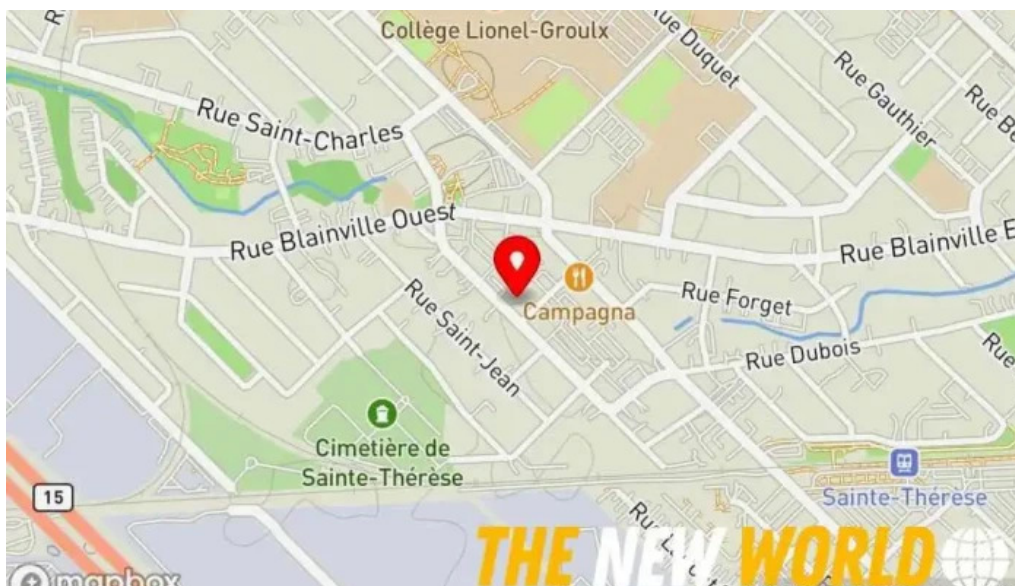 Collège Lionel-Groulx
Rue Duquet
Rue Gauthier
Rue Saint-Charles
Rue Blainville Ouest
Rue Blainville E
Campagna
Rue Forget
Rue Saint-Jean
Rue Dubois
Rue
Cimetière de
Sainte-Thérèse
15
Sainte-Thérèse
mapbox
THE NEW WORLD